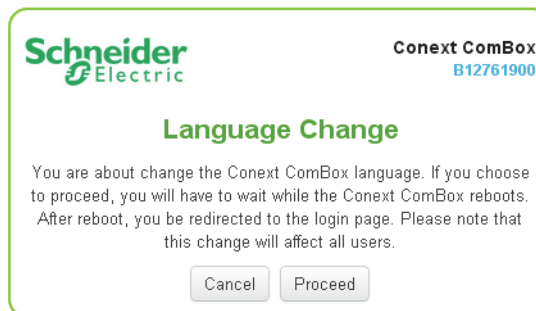 Schneider
Electric
Conext ComBox
B12761900
Language Change
You are about change the Conext ComBox language. If you choose
to proceed, you will have to wait while the Conext ComBox reboots.
After reboot, you be redirected to the login page. Please note that
this change will affect all users.
Cancel
Proceed